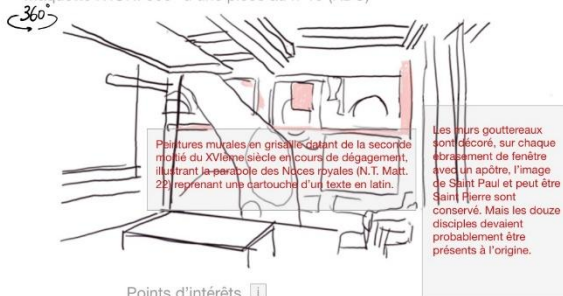 360°
Peintures murales en grisaille datant de la seconde
moitié du XVIème siècle en cours de dégagement,
illustrant la parabole des Noces royales (N.T. Matt.
22) reprenant une cartouche d'un texte en latin.
Les murs gouttereaux
sont décoré, sur chaque
ébrasement de fenêtre
avec un apôtre, l'image
de Saint Paul et peut être
Saint Pierre sont
conservé. Mais les douze
disciples devaient
probablement être
présents à l'origine.
Points d'intérêts i